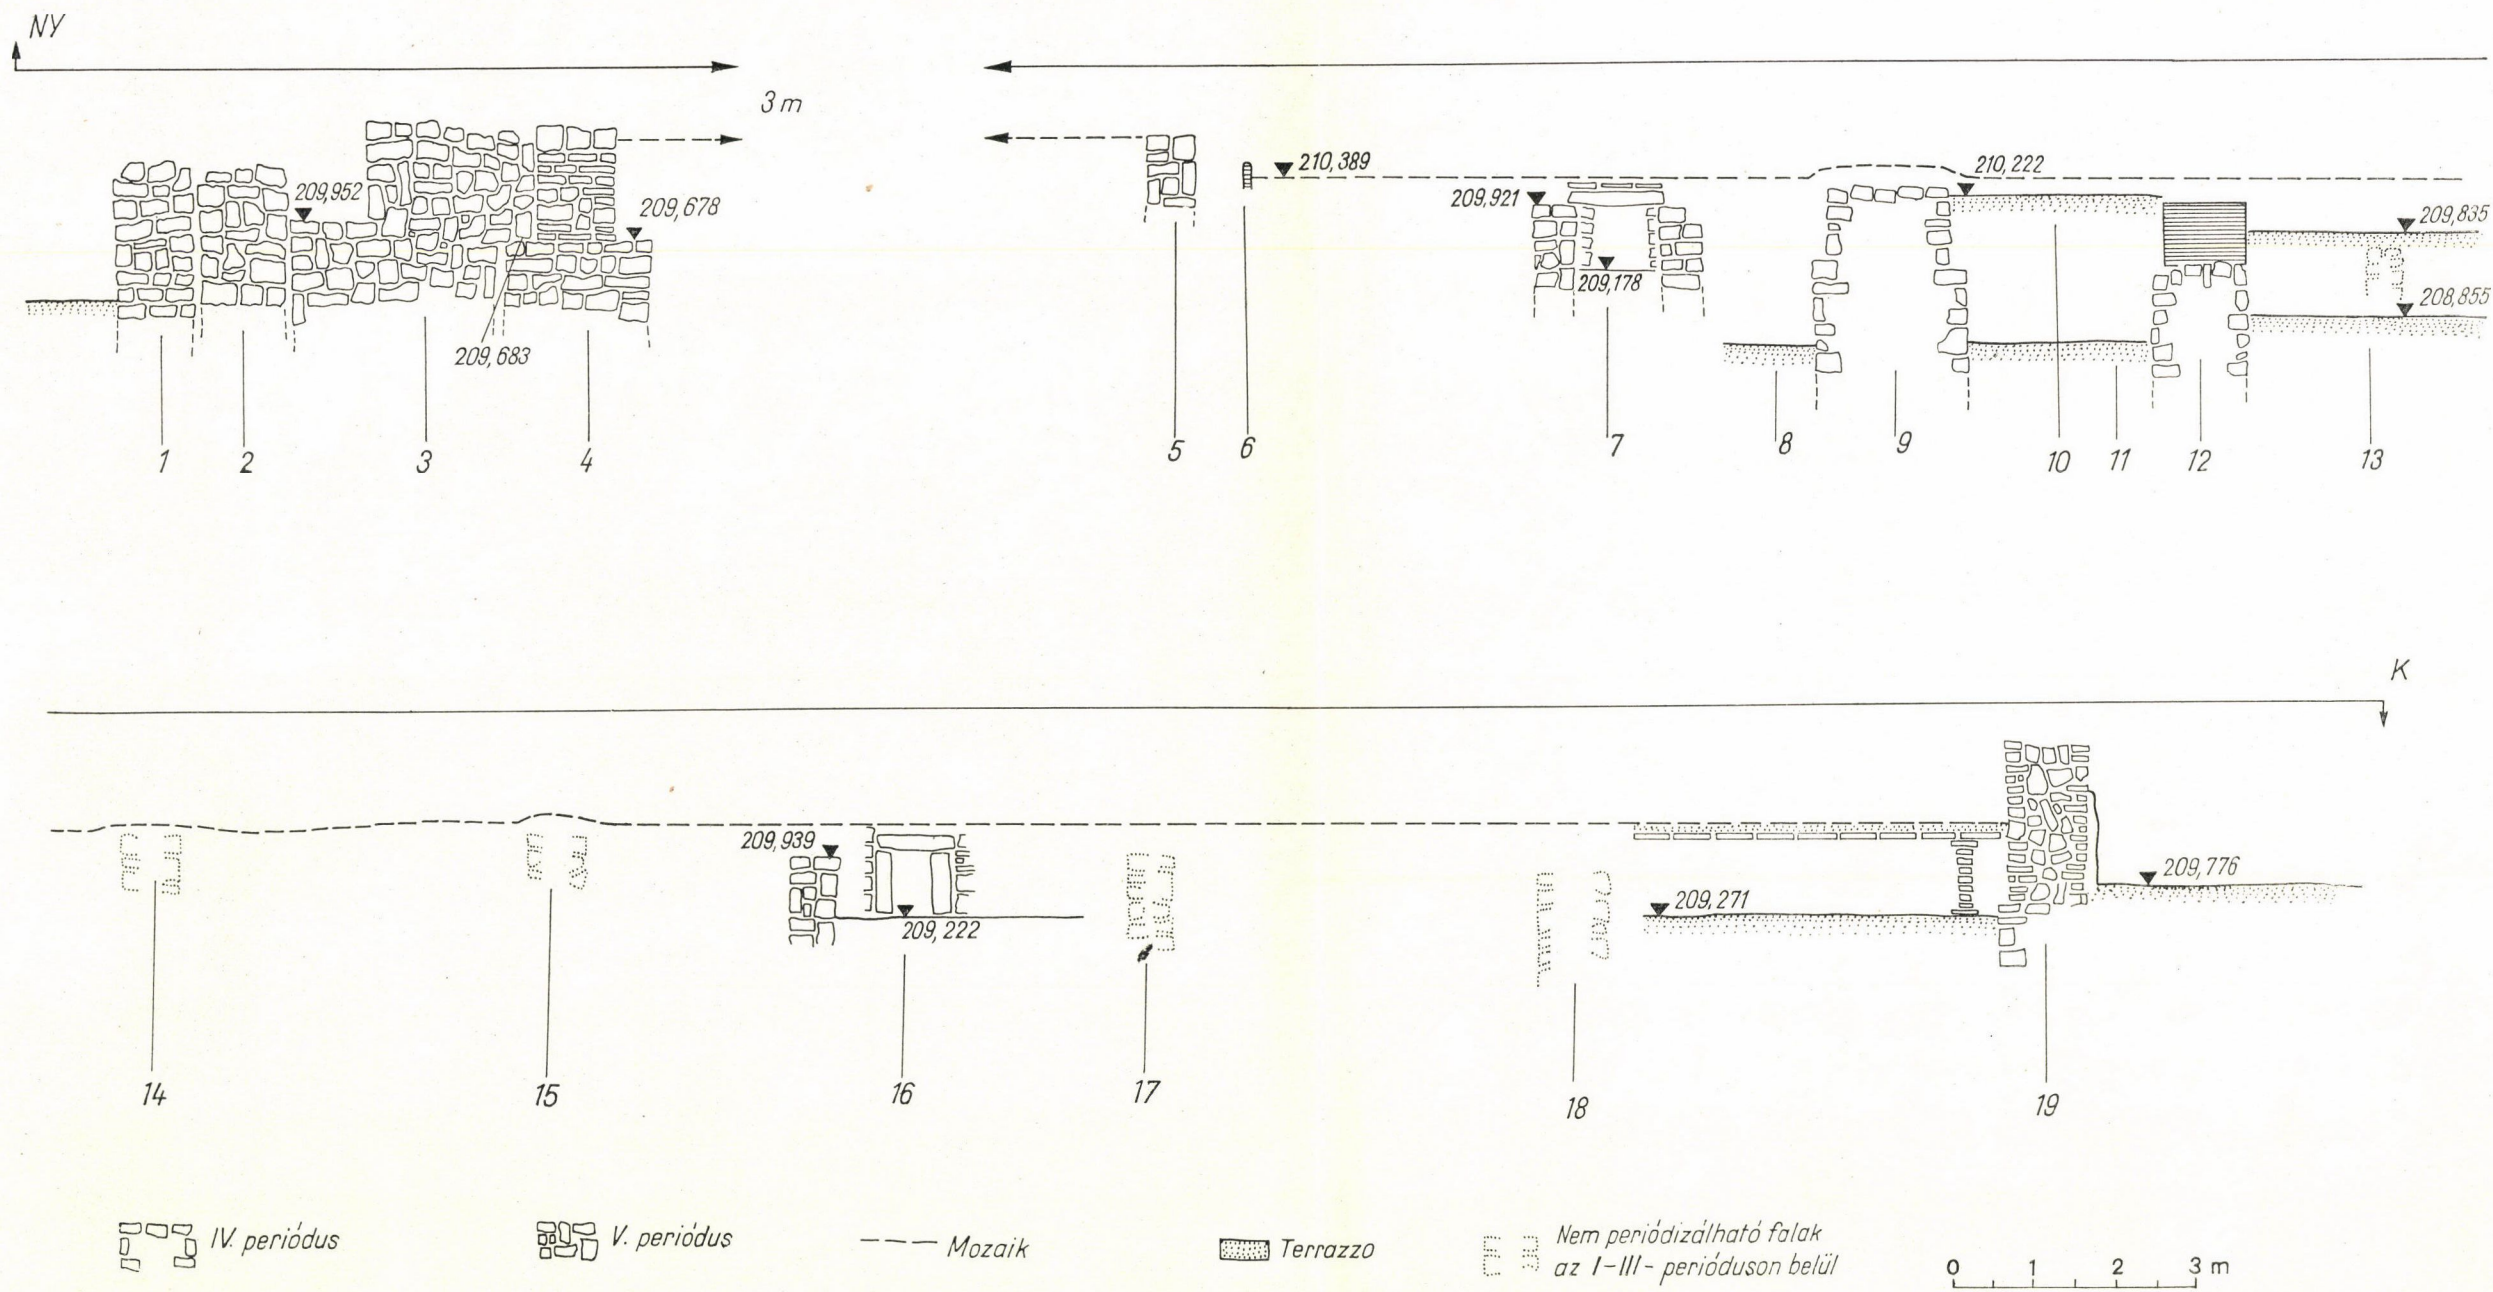 NY
3 m
209,952
209,678
209,683
210,389
209,921
209,178
210,222
209,835
208,855
1 2 3 4 5 6 7 8 9 10 11 12 13
K
209,939
209,222
209,271
209,776
14 15 16 17 18 19
IV. periódus
V. periódus
Mozaik
Terrazzo
Nem periódizálható falak
az I-III- perióduson belül
0 1 2 3 m